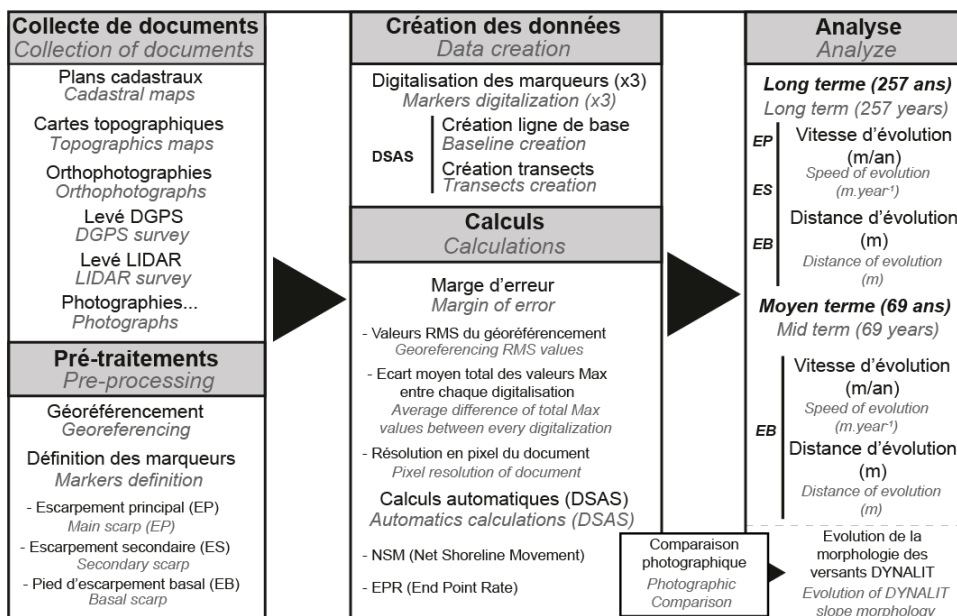 Collecte de documents
Collection of documents
Plans cadastraux
Cadastral maps
Cartes topographiques
Topographics maps
Orthophotographies
Orthophotographs
Levé DGPS
DGPS survey
Levé LIDAR
LIDAR survey
Photographies...
Photographs
Pré-traitements
Pre-processing
Géoréférencement
Georeferencing
Définition des marqueurs
Markers definition
- Escarpement principal (EP)
Main scarp (EP)
- Escarpement secondaire (ES)
Secondary scarp
- Pied d'escarpement basal (EB)
Basal scarp
Création des données
Data creation
Digitalisation des marqueurs (x3)
Markers digitalization (x3)
DSAS
Création ligne de base
Baseline creation
Création transects
Transects creation
Calculs
Calculations
Marge d'erreur
Margin of error
- Valeurs RMS du géoréférencement
Georeferencing RMS values
- Ecart moyen total des valeurs Max
entre chaque digitalisation
Average difference of total Max
values between every digitalization
- Résolution en pixel du document
Pixel resolution of document
Calculs automatiques (DSAS)
Automatics calculations (DSAS)
- NSM (Net Shoreline Movement)
- EPR (End Point Rate)
Analyse
Analyze
Long terme (257 ans)
Long term (257 years)
EP
ES
EB
Vitesse d'évolution
(m/an)
Speed of evolution
(m.year⁻¹)
Distance d'évolution
(m)
Distance of evolution
(m)
Moyen terme (69 ans)
Mid term (69 years)
EB
Vitesse d'évolution
(m/an)
Speed of evolution
(m.year⁻¹)
Distance d'évolution
(m)
Distance of evolution
(m)
Comparaison
photographique
Photographic
Comparison
Evolution de la
morphologie des
versants DYNALIT
Evolution of DYNALIT
slope morphology